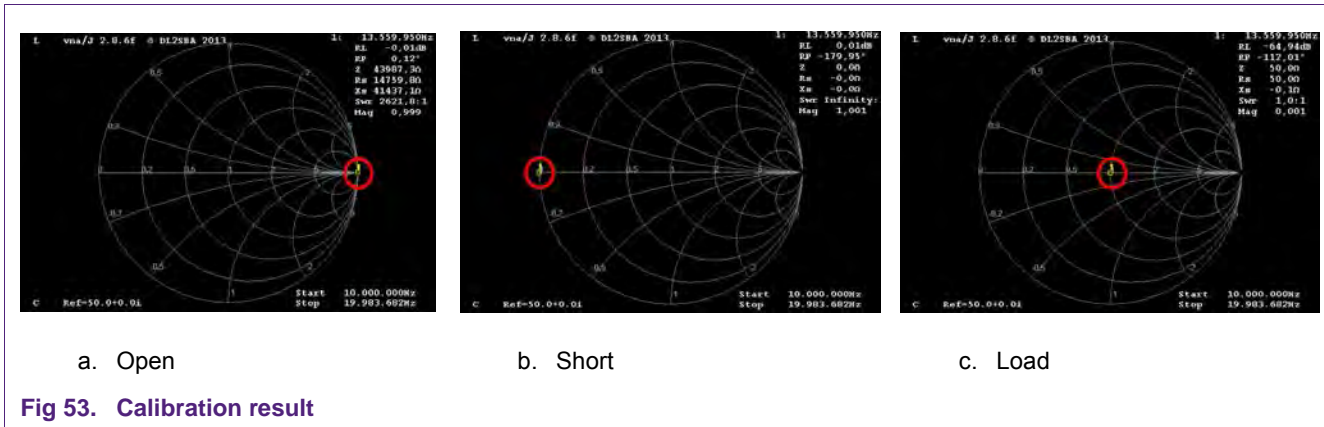 L vna/J 2.8.6f © DL2SBA 2013
1: 13.559.950Hz
RL -0,01dB
RP 0,12°
Z 43987,3Ω
Rs 14759,8Ω
Xs 41437,1Ω
Swr 2621,8:1
Mag 0,999
C Ref=50.0+0.0i
Start 10.000.000Hz
Stop 19.983.682Hz
L vna/J 2.8.6f © DL2SBA 2013
1: 13.559.950Hz
RL 0,01dB
RP -179,95°
Z 0,0Ω
Rs -0,0Ω
Xs -0,0Ω
Swr Infinity:
Mag 1,001
C Ref=50.0+0.0i
Start 10.000.000Hz
Stop 19.983.682Hz
L vna/J 2.8.6f © DL2SBA 2013
1: 13.559.950Hz
RL -64,94dB
RP -112,01°
Z 50,0Ω
Rs 50,0Ω
Xs -0,1Ω
Swr 1,0:1
Mag 0,001
C Ref=50.0+0.0i
Start 10.000.000Hz
Stop 19.983.682Hz
a. Open
b. Short
c. Load
Fig 53. Calibration result